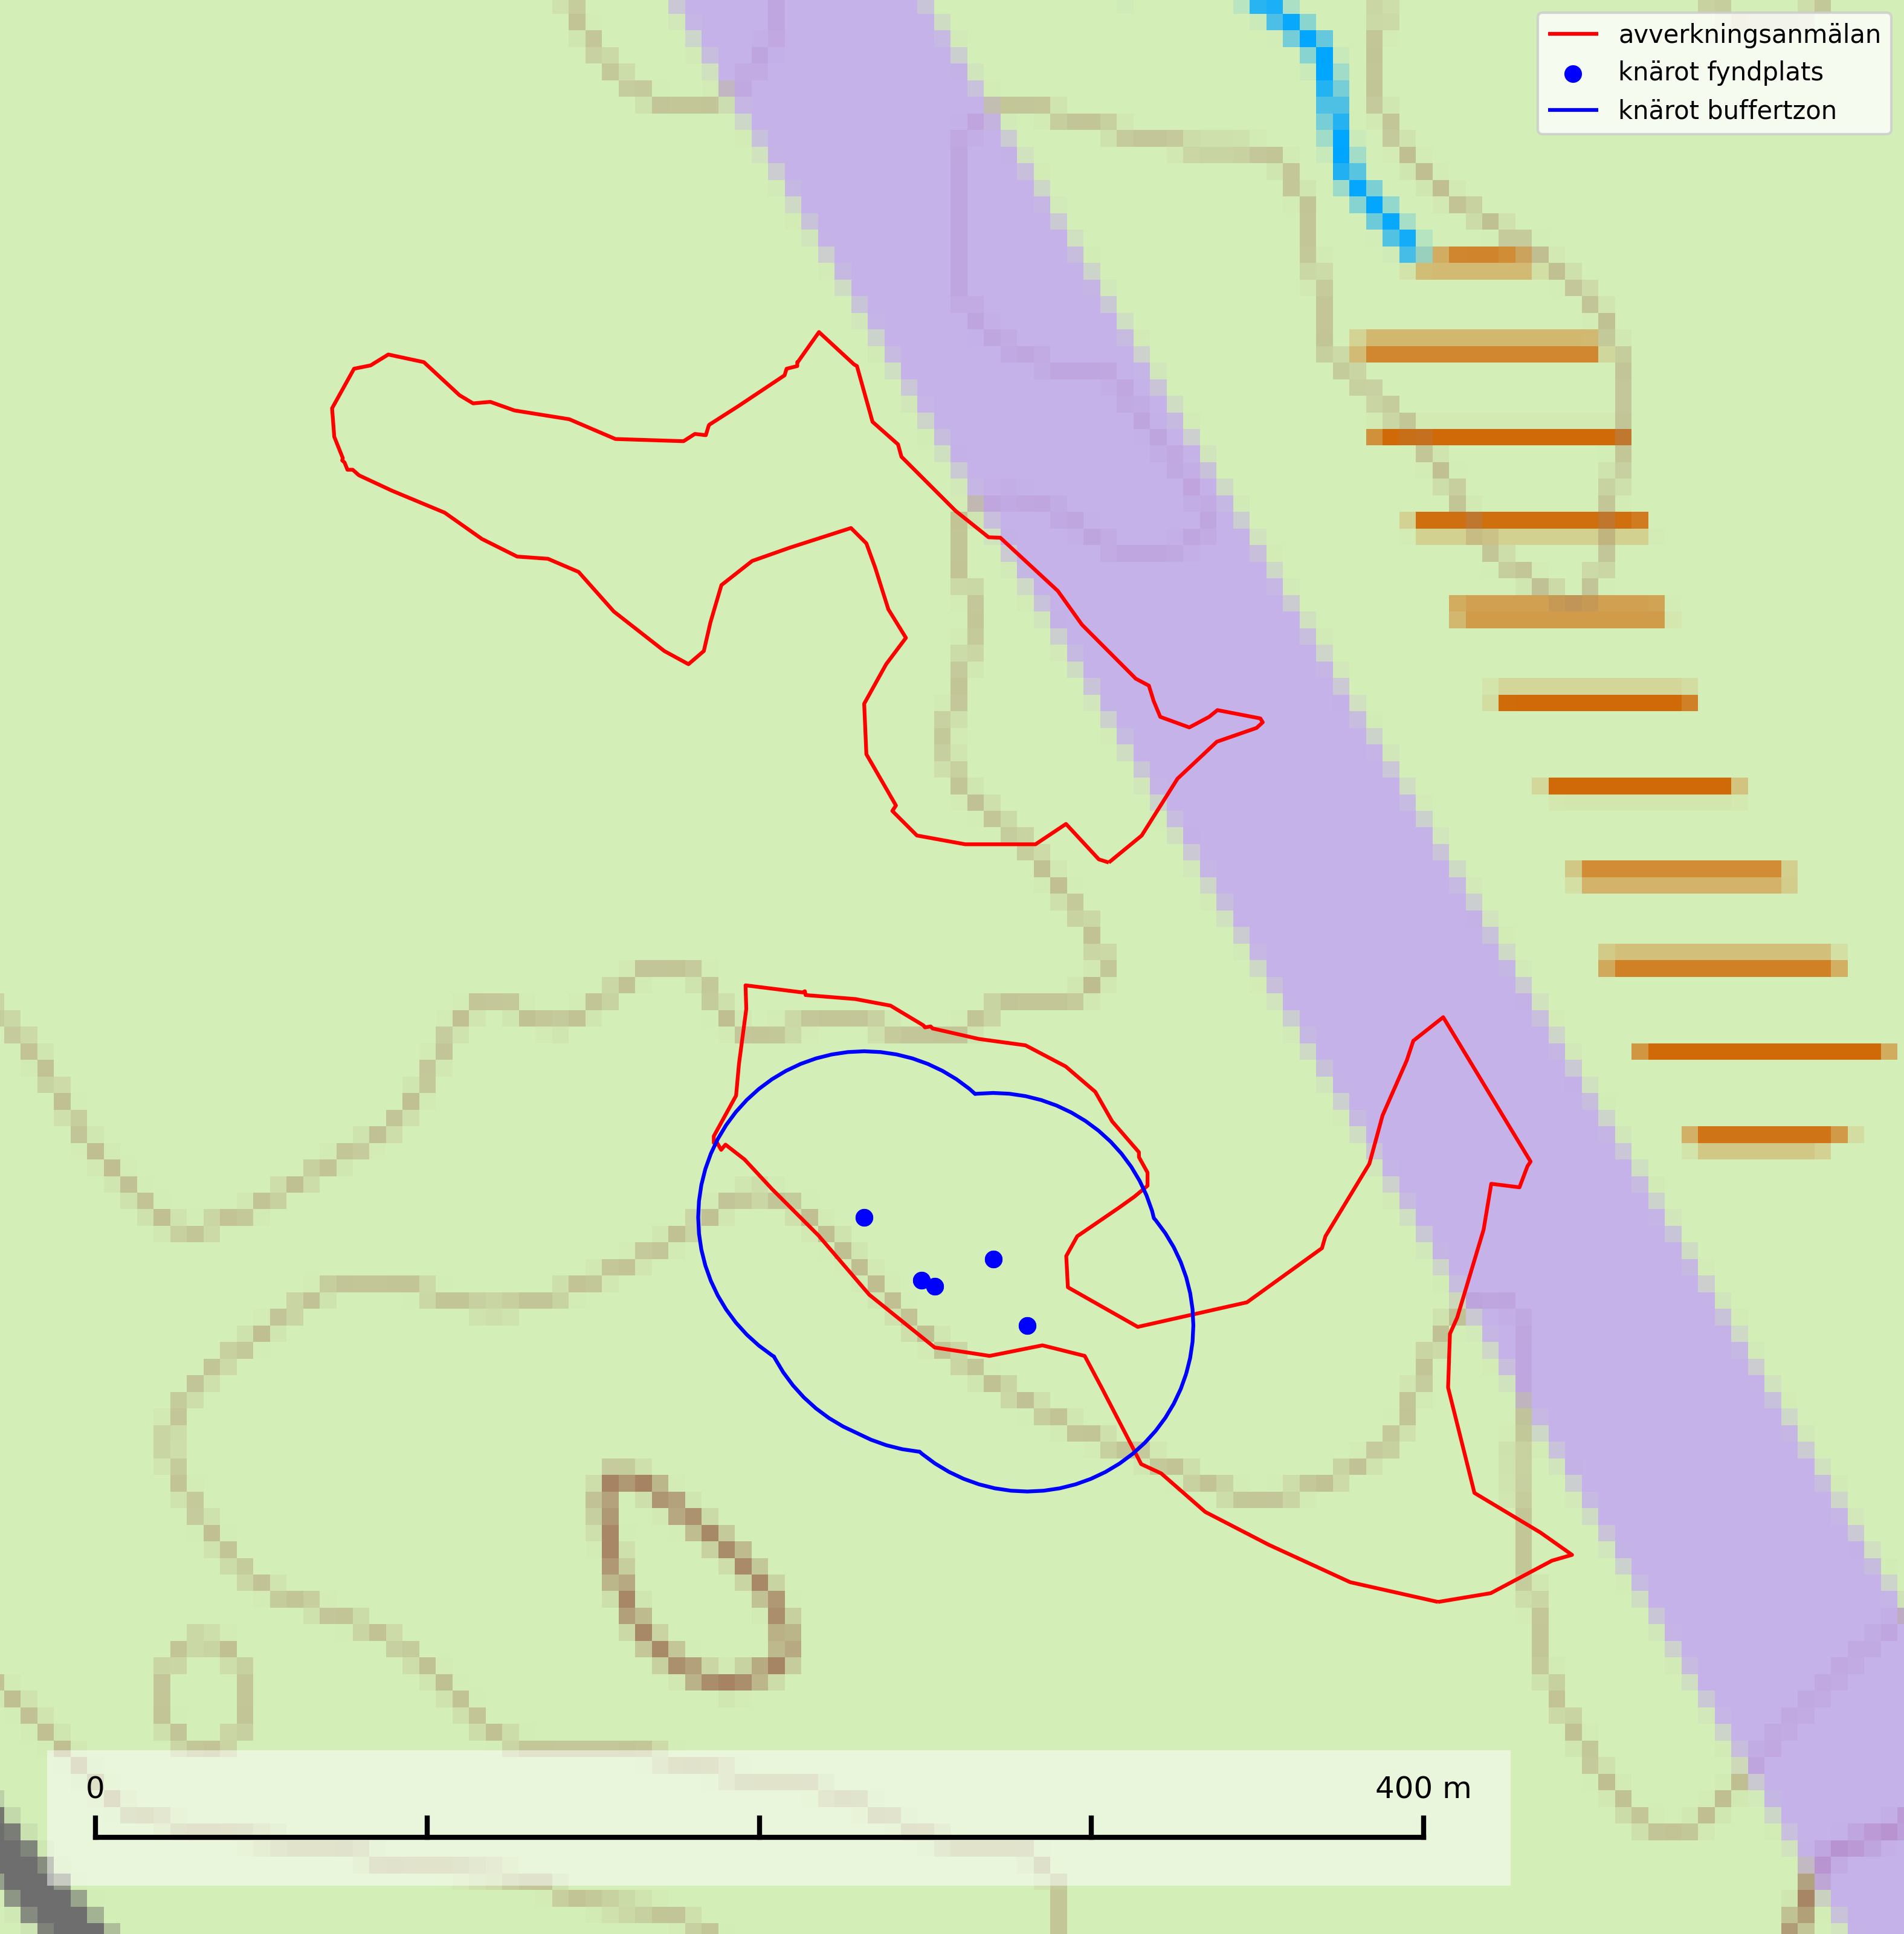 avverkningsanmälan
knärot fyndplats
knärot buffertzon
0
400 m